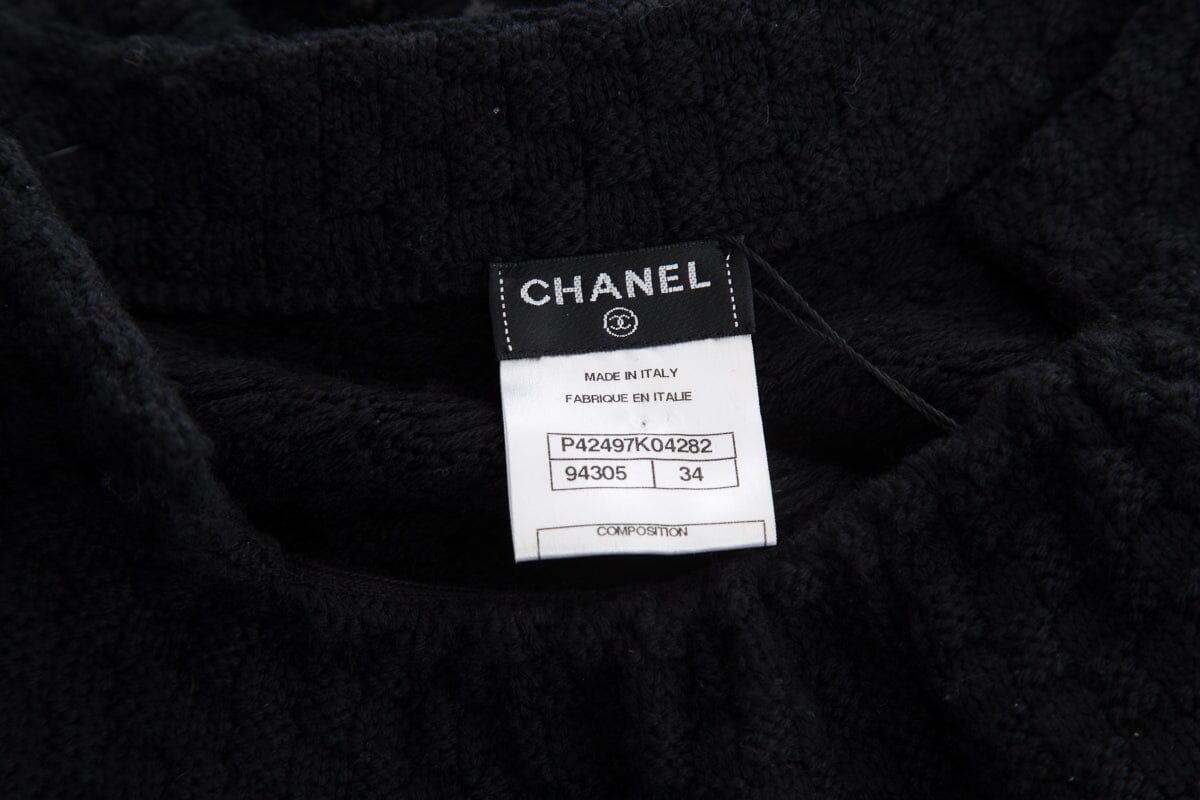 CHANEL
MADE IN ITALY
FABRIQUE EN ITALIE
P42497K04282
94305 34
COMPOSITION